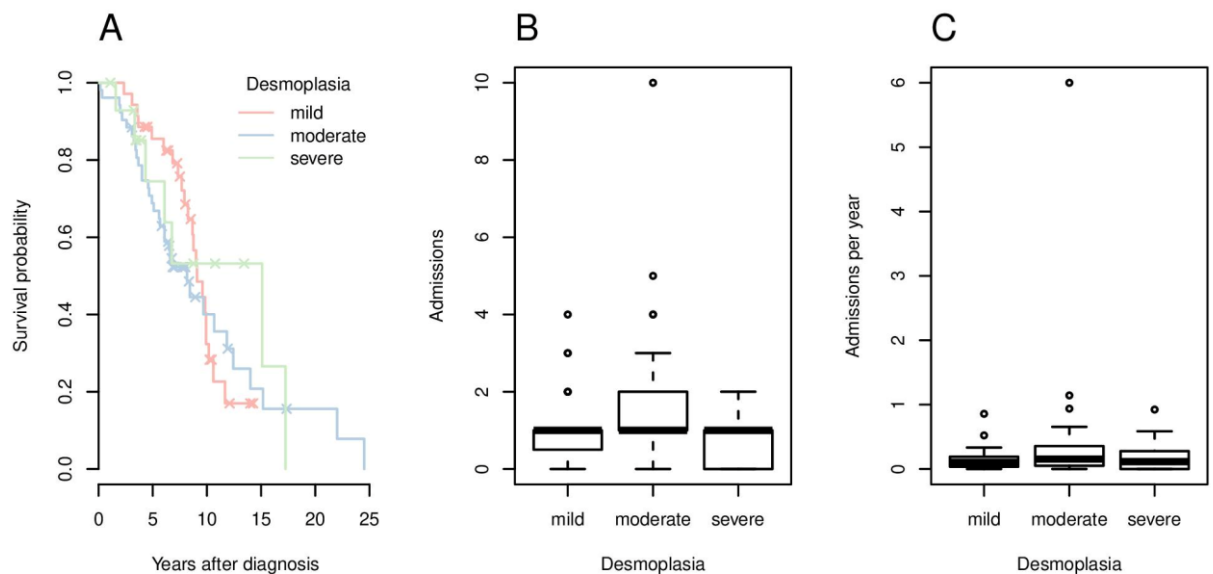 A
Survival probability
0.0 0.2 0.4 0.6 0.8 1.0
Desmoplasia
mild
moderate
severe
0 5 10 15 20 25
Years after diagnosis
B
Admissions
0 2 4 6 8 10
mild moderate severe
Desmoplasia
C
Admissions per year
0 1 2 3 4 5 6
mild moderate severe
Desmoplasia